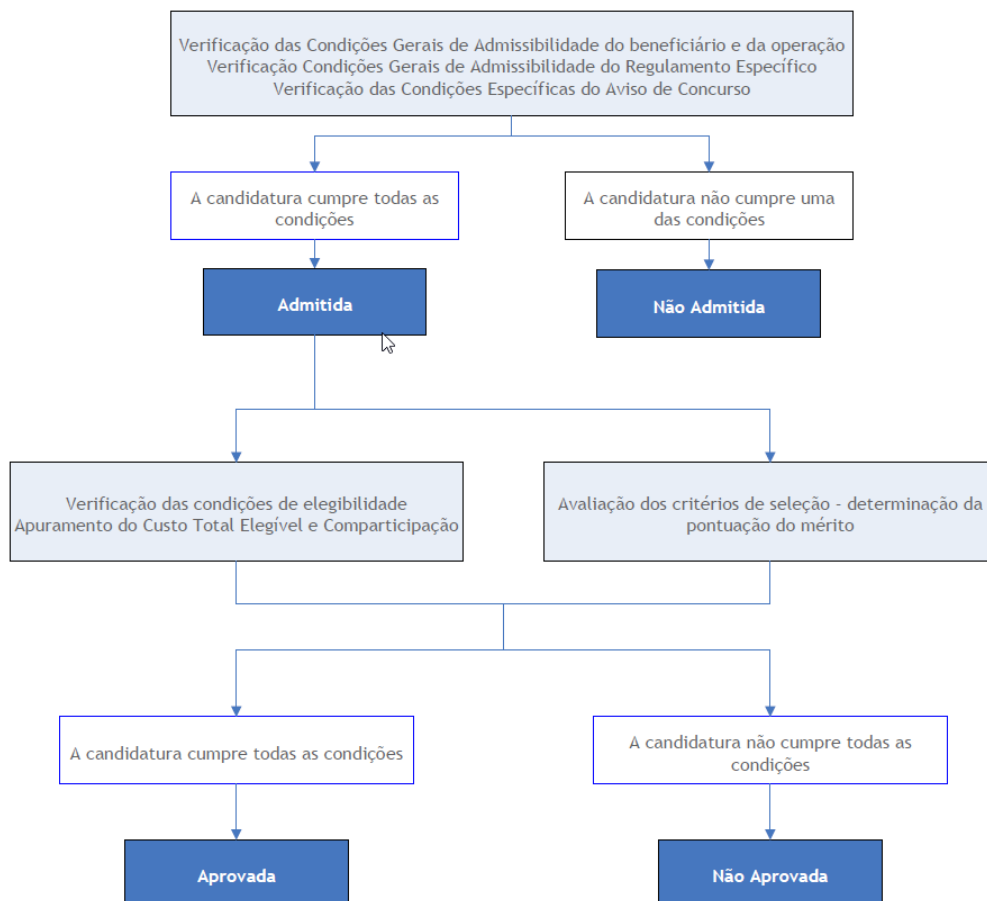 Verificação das Condições Gerais de Admissibilidade do beneficiário e da operação
Verificação Condições Gerais de Admissibilidade do Regulamento Específico
Verificação das Condições Específicas do Aviso de Concurso
A candidatura cumpre todas as
condições
A candidatura não cumpre uma
das condições
Admitida
Não Admitida
Verificação das condições de elegibilidade
Apuramento do Custo Total Elegível e Comparticipação
Avaliação dos critérios de seleção - determinação da
pontuação do mérito
A candidatura cumpre todas as condições
A candidatura não cumpre todas as
condições
Aprovada
Não Aprovada